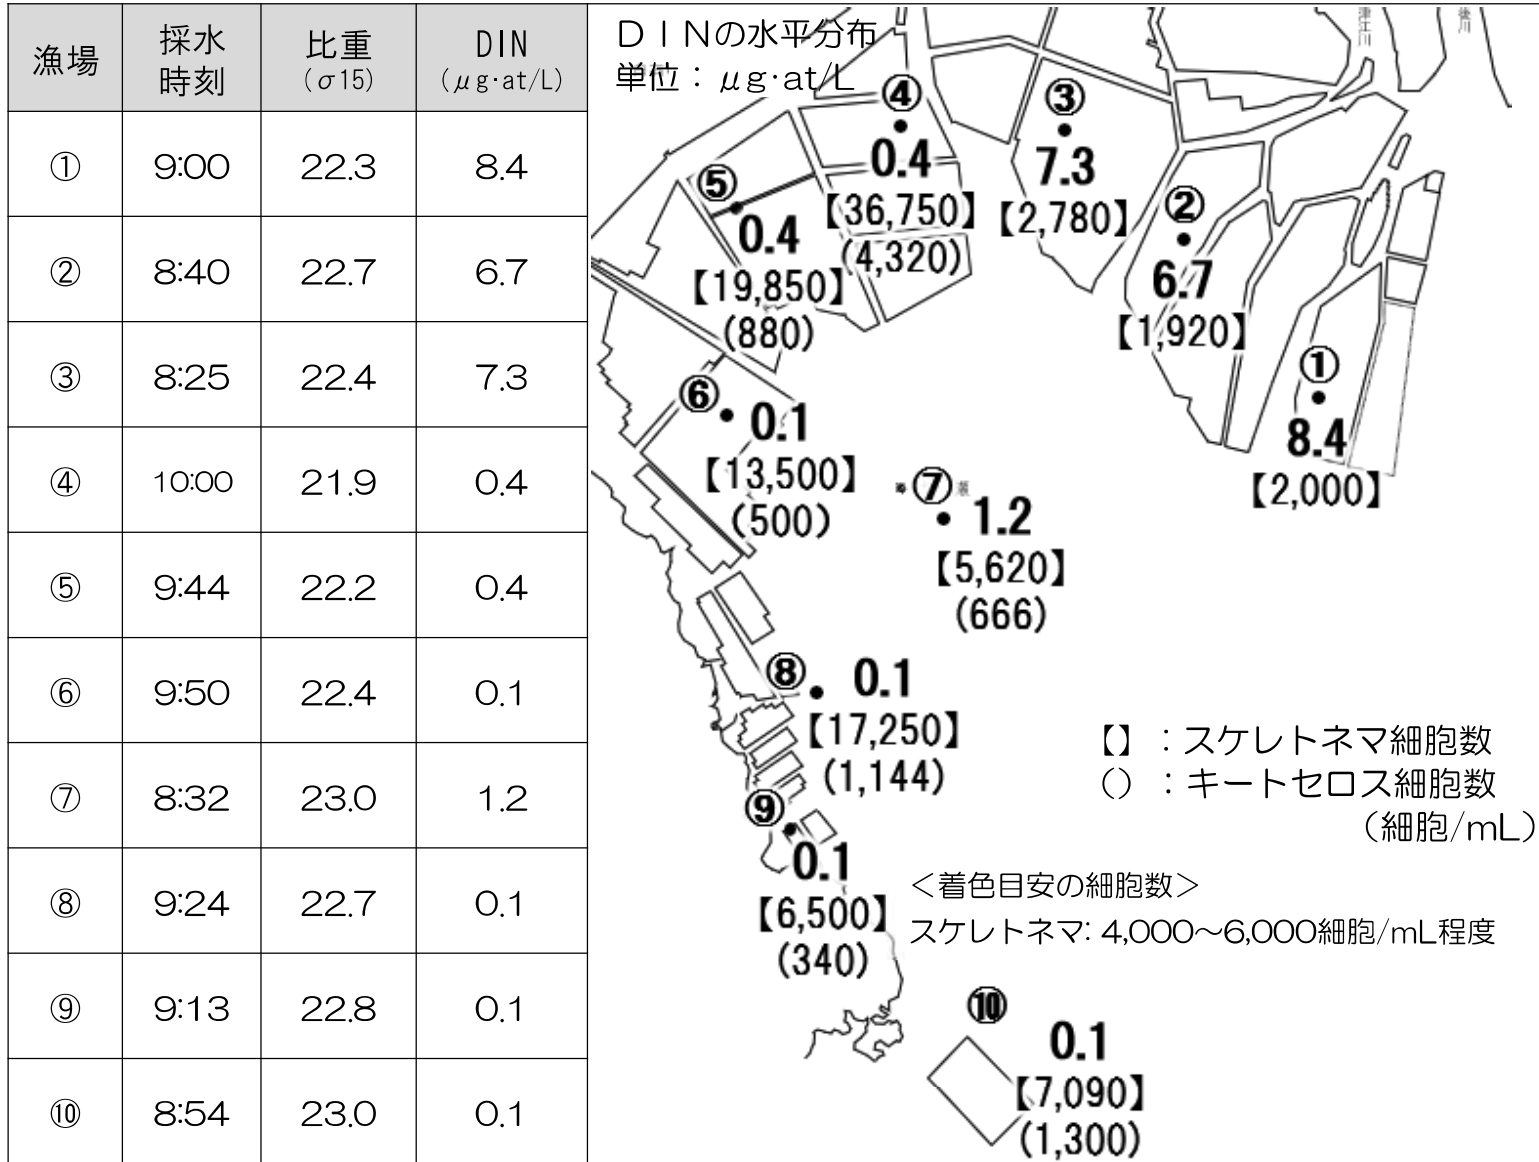 漁場 採水時刻 比重(σ15) DIN(μg·at/L)
① 9:00 22.3 8.4
② 8:40 22.7 6.7
③ 8:25 22.4 7.3
④ 10:00 21.9 0.4
⑤ 9:44 22.2 0.4
⑥ 9:50 22.4 0.1
⑦ 8:32 23.0 1.2
⑧ 9:24 22.7 0.1
⑨ 9:13 22.8 0.1
⑩ 8:54 23.0 0.1
DINの水平分布
単位：μg·at/L
津江川
後川
④
0.4
【36,750】
(4,320)
③
7.3
【2,780】
⑤
0.4
【19,850】
(880)
②
6.7
【1,920】
①
8.4
【2,000】
⑥
0.1
【13,500】
(500)
⑦
1.2
【5,620】
(666)
⑧
0.1
【17,250】
(1,144)
【】：スケレトネマ細胞数
()：キートセロス細胞数
（細胞/mL）
⑨
0.1
【6,500】
(340)
＜着色目安の細胞数＞
スケレトネマ: 4,000～6,000細胞/mL程度
⑩
0.1
【7,090】
(1,300)